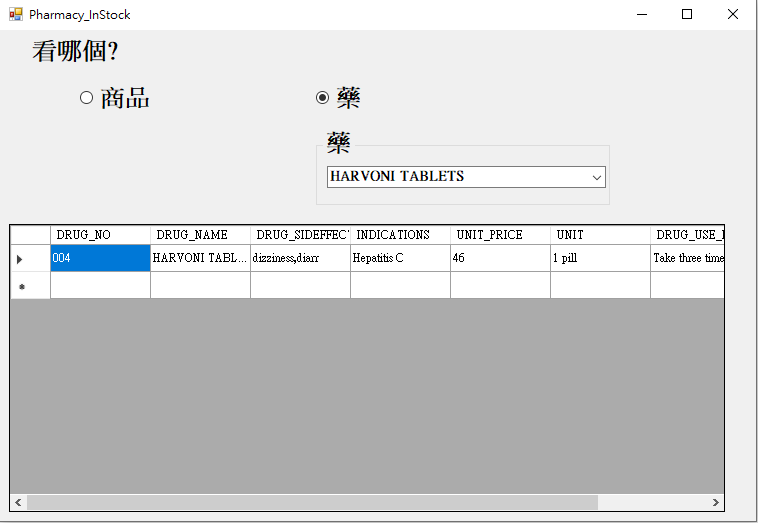 Pharmacy_InStock
看哪個?
商品 藥
藥
HARVONI TABLETS
DRUG_NO DRUG_NAME DRUG_SIDEFFEC INDICATIONS UNIT_PRICE UNIT DRUG_USE_
004 HARVONI TABL... dizziness,diarr Hepatitis C 46 1 pill Take three time